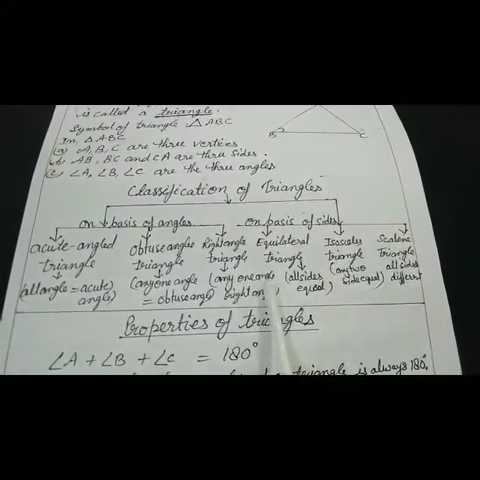 is called a triangle.
Symbol of triangle △ ABC
In, △ABC
(a) A, B, C are three vertices
(b) AB, BC and CA are three sides.
(c) ∠A, ∠B, ∠C are the three angles
B C
Classification of Triangles
on basis of angles on basis of sides
acute-angled triangle (all angle = acute angle)
obtuse angle triangle (any one angle = obtuse angle)
Right angle triangle (any one angle right an
Equilateral triangle (all sides equal)
Isosceles triangle (any two side equal)
Scalene Triangle all sides different
Properties of triangles
∠A + ∠B + ∠C = 180°
triangle is always 180°.